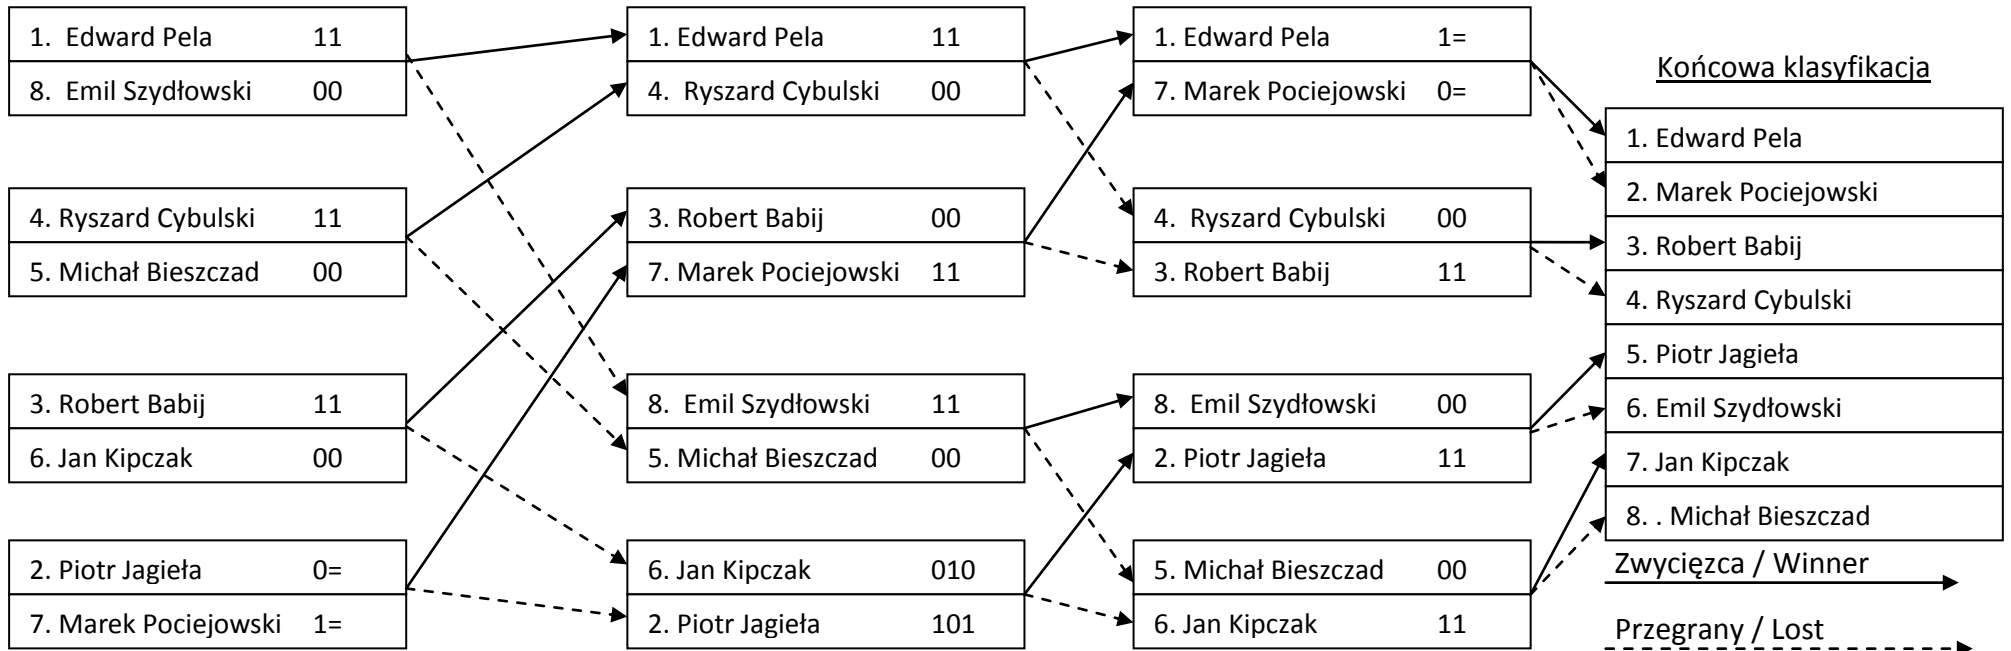 1. Edward Pela 11
8. Emil Szydłowski 00
4. Ryszard Cybulski 11
5. Michał Bieszczad 00
3. Robert Babij 11
6. Jan Kipczak 00
2. Piotr Jagieła 0=
7. Marek Pociejowski 1=
1. Edward Pela 11
4. Ryszard Cybulski 00
3. Robert Babij 00
7. Marek Pociejowski 11
8. Emil Szydłowski 11
5. Michał Bieszczad 00
6. Jan Kipczak 010
2. Piotr Jagieła 101
1. Edward Pela 1=
7. Marek Pociejowski 0=
4. Ryszard Cybulski 00
3. Robert Babij 11
8. Emil Szydłowski 00
2. Piotr Jagieła 11
5. Michał Bieszczad 00
6. Jan Kipczak 11
Końcowa klasyfikacja
1. Edward Pela
2. Marek Pociejowski
3. Robert Babij
4. Ryszard Cybulski
5. Piotr Jagieła
6. Emil Szydłowski
7. Jan Kipczak
8. . Michał Bieszczad
Zwycięzca / Winner
Przegrany / Lost